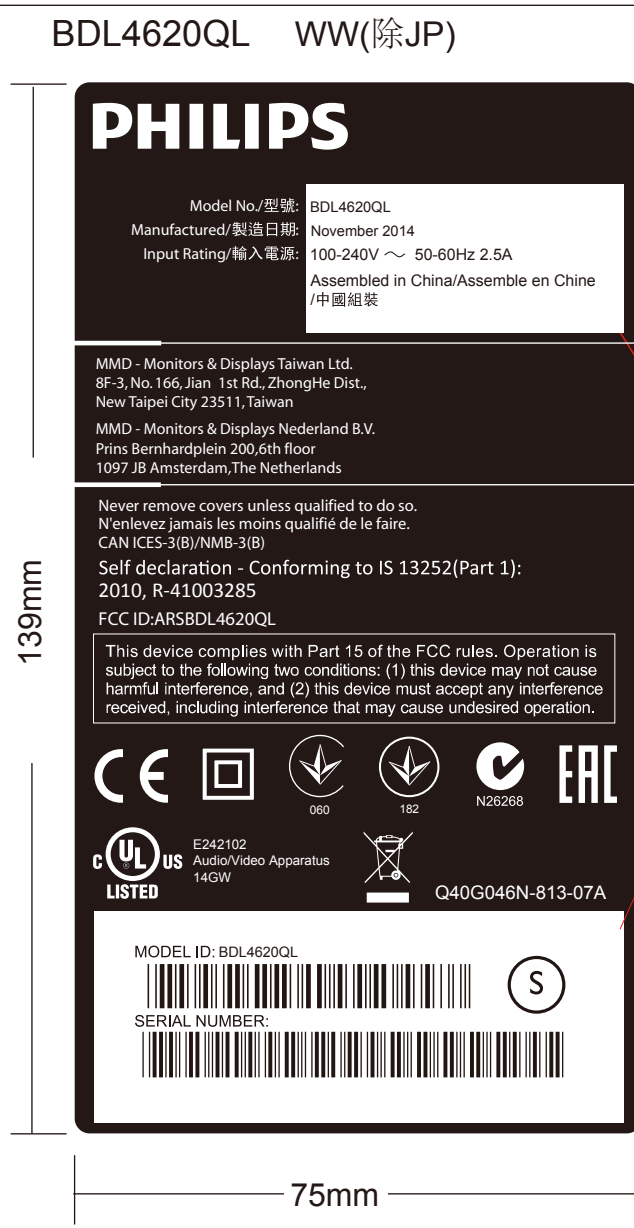 BDL4620QL WW(除JP)
PHILIPS
Model No./型號: BDL4620QL
Manufactured/製造日期: November 2014
Input Rating/輸入電源: 100-240V ～ 50-60Hz 2.5A
Assembled in China/Assemble en Chine
/中國組裝
MMD - Monitors & Displays Taiwan Ltd.
8F-3, No. 166, Jian 1st Rd., ZhongHe Dist.,
New Taipei City 23511, Taiwan
MMD - Monitors & Displays Nederland B.V.
Prins Bernhardplein 200,6th floor
1097 JB Amsterdam,The Netherlands
Never remove covers unless qualified to do so.
N'enlevez jamais les moins qualifié de le faire.
CAN ICES-3(B)/NMB-3(B)
Self declaration - Conforming to IS 13252(Part 1):
2010, R-41003285
FCC ID:ARSBDL4620QL
This device complies with Part 15 of the FCC rules. Operation is
subject to the following two conditions: (1) this device may not cause
harmful interference, and (2) this device must accept any interference
received, including interference that may cause undesired operation.
CE
EAC
060
182
N26268
C UL US
LISTED
®
E242102
Audio/Video Apparatus
14GW
Q40G046N-813-07A
MODEL ID: BDL4620QL
S
SERIAL NUMBER:
139mm
75mm